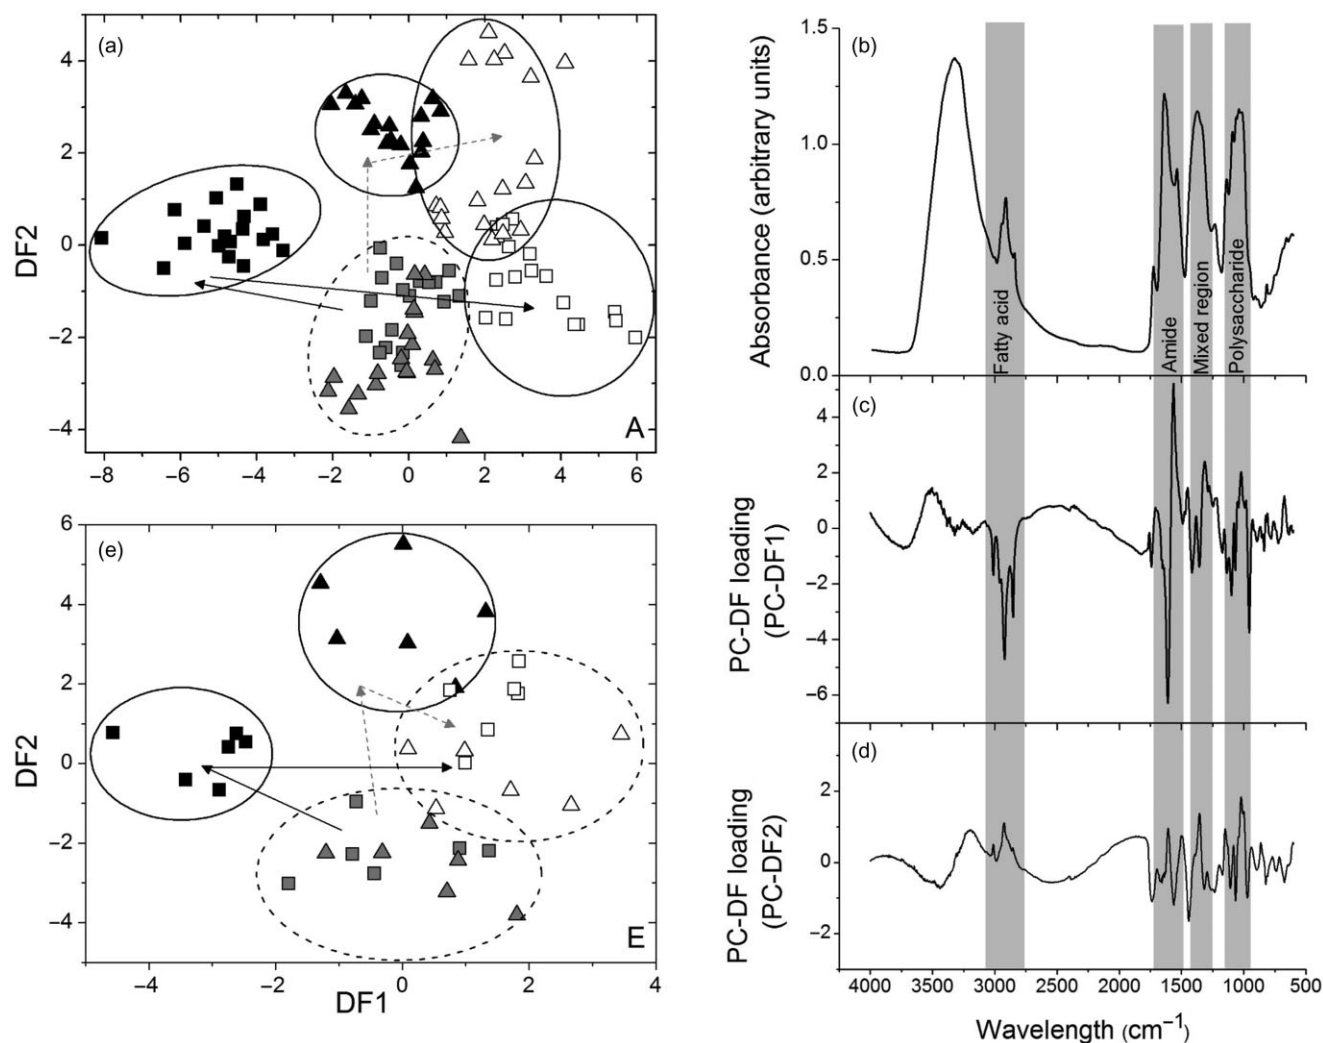 (a)
DF2
4
2
0
−2
−4
−8
−6
−4
−2
0
2
4
6
A
(e)
DF2
6
4
2
0
−2
−4
−4
−2
0
2
4
DF1
E
(b)
Absorbance (arbitrary units)
1.5
1.0
0.5
0.0
Fatty acid
Amide
Mixed region
Polysaccharide
(c)
PC-DF loading
(PC-DF1)
4
2
0
−2
−4
−6
(d)
PC-DF loading
(PC-DF2)
2
0
−2
4000 3500 3000 2500 2000 1500 1000 500
Wavelength (cm−1)